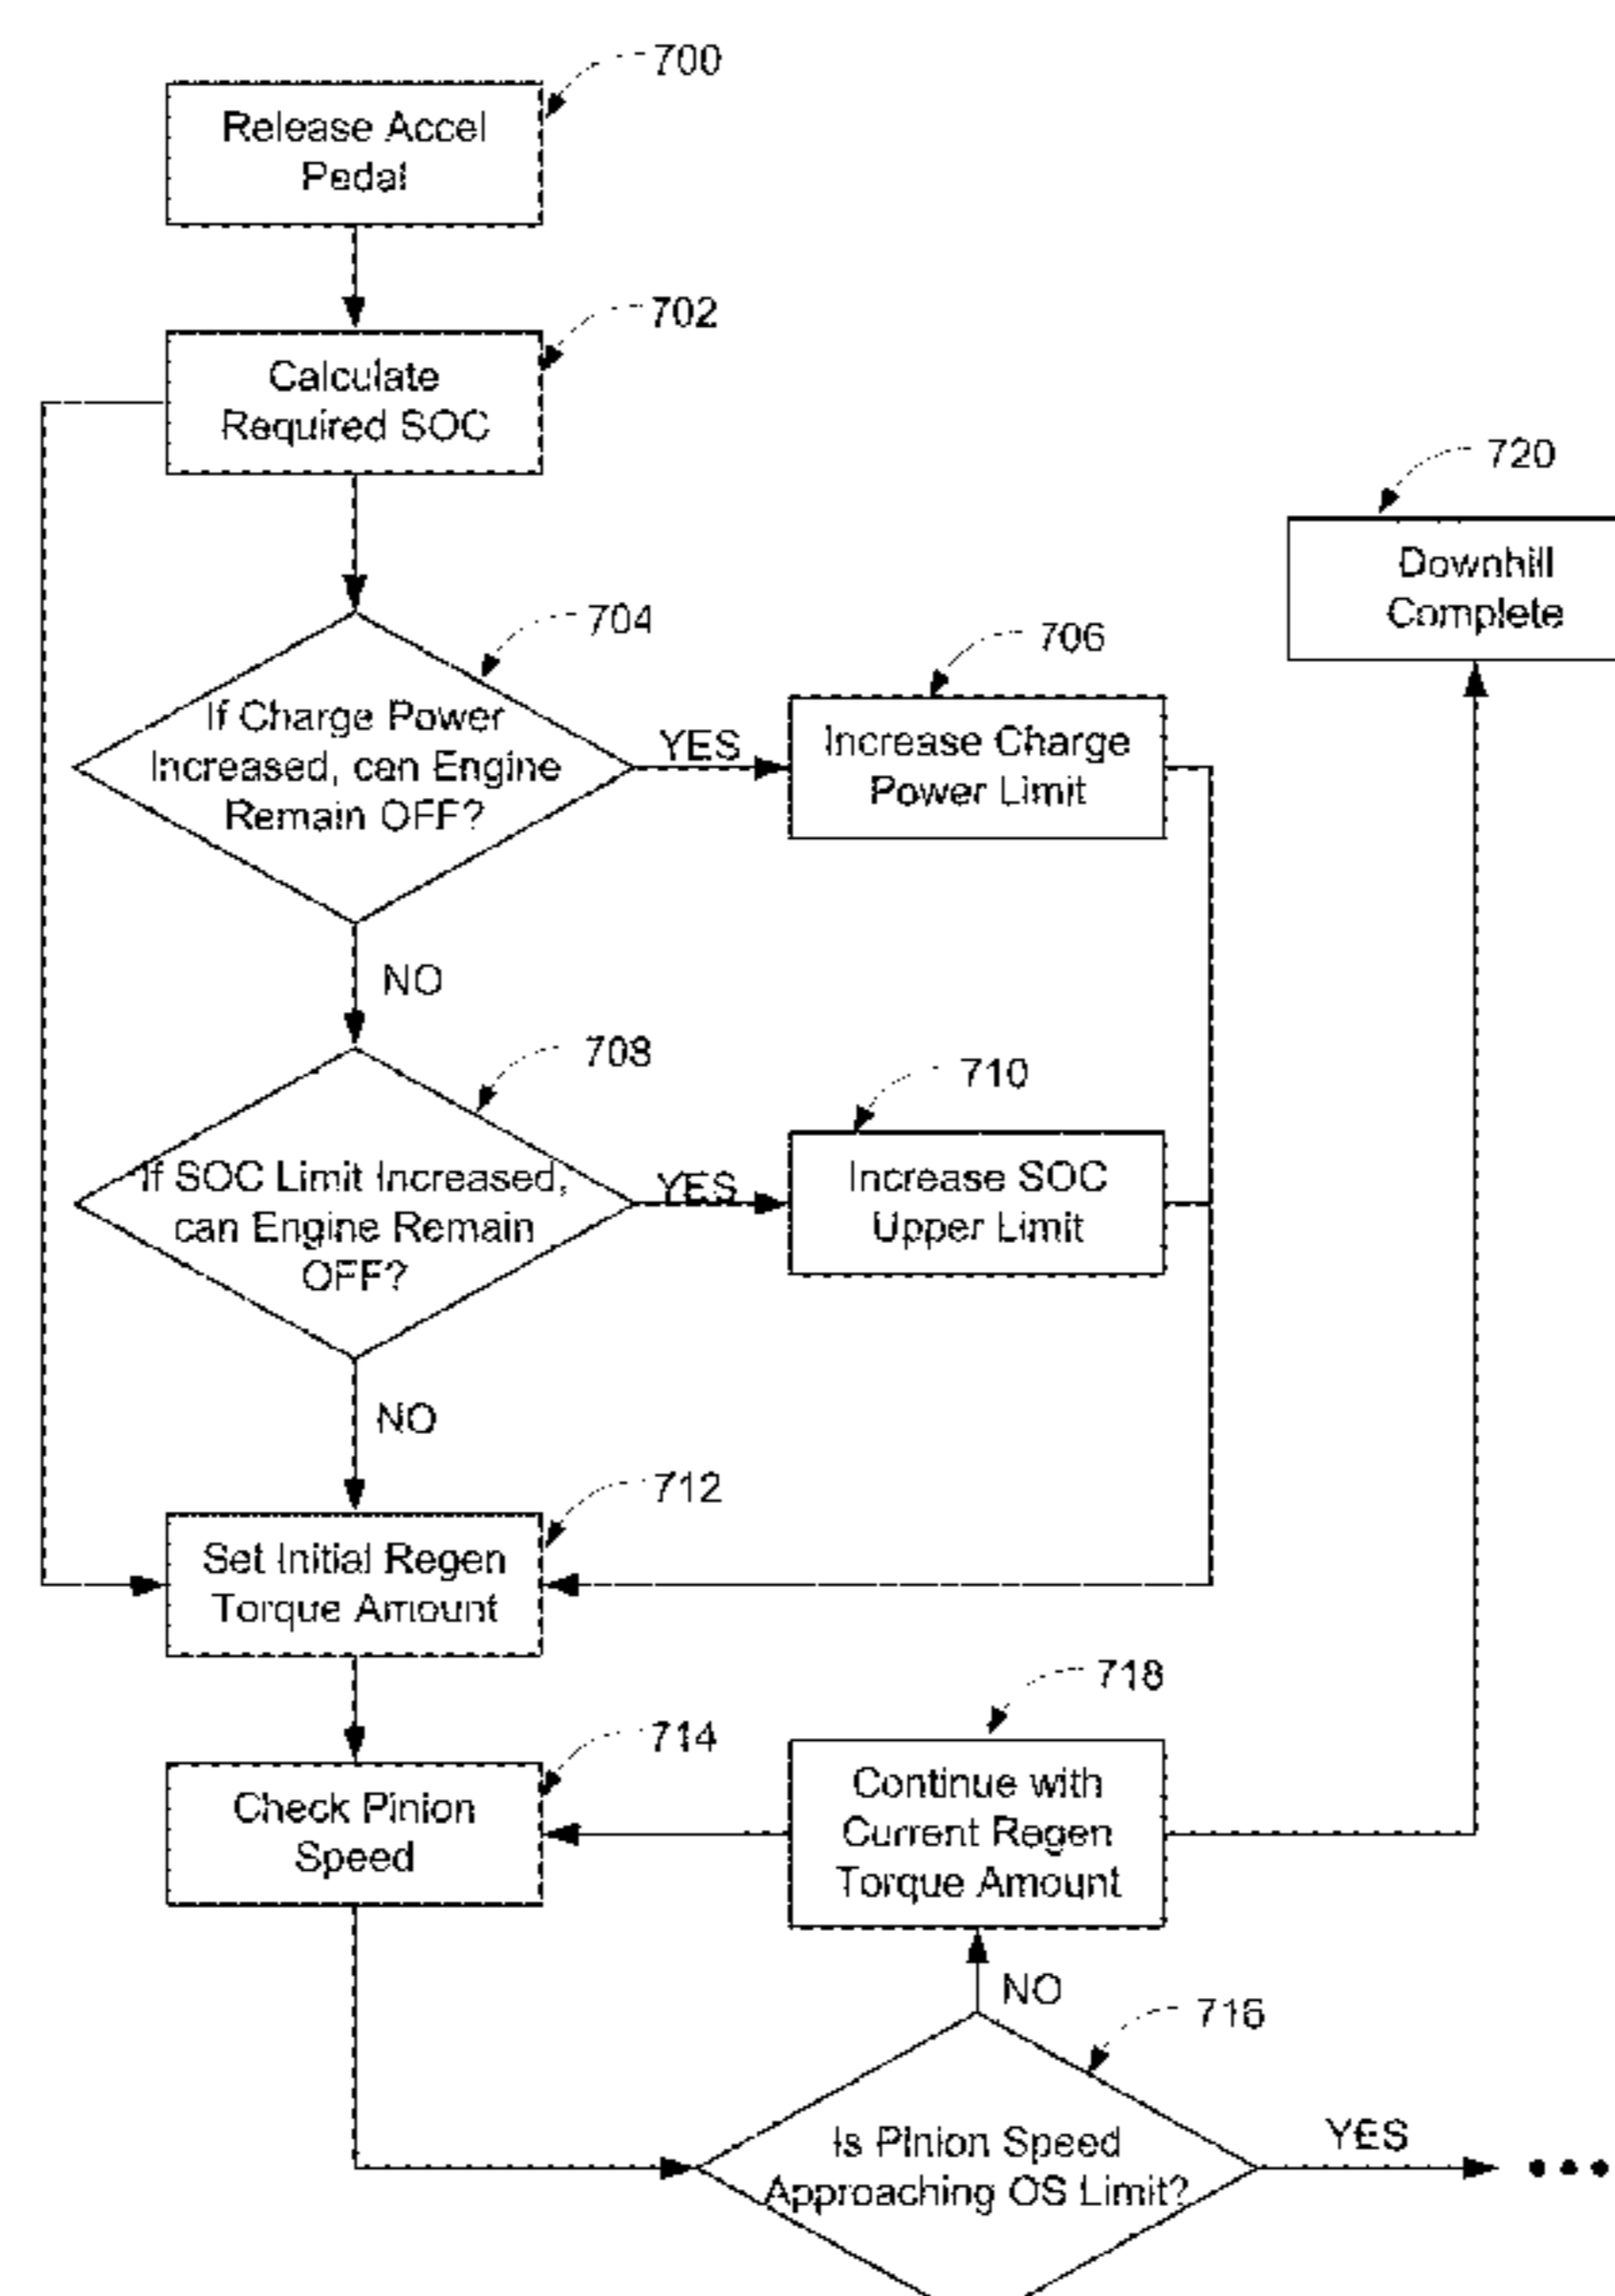 700
Release Accel
Pedal
702
Calculate
Required SOC
720
Downhill
Complete
704
If Charge Power
Increased, can Engine
Remain OFF?
YES
706
Increase Charge
Power Limit
NO
708
If SOC Limit Increased,
can Engine Remain
OFF?
YES
710
Increase SOC
Upper Limit
NO
712
Set Initial Regen
Torque Amount
714
Check Pinion
Speed
718
Continue with
Current Regen
Torque Amount
NO
716
Is Pinion Speed
Approaching OS Limit?
YES
•••